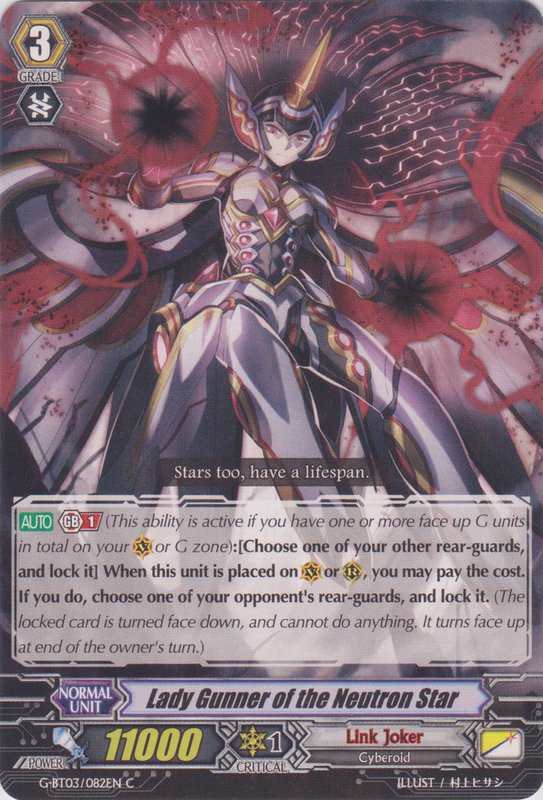 3
GRADE
Stars too, have a lifespan.
AUTO GB 1 (This ability is active if you have one or more face up G units
in total on your V or G zone):[Choose one of your other rear-guards,
and lock it] When this unit is placed on V or R, you may pay the cost.
If you do, choose one of your opponent's rear-guards, and lock it. (The
locked card is turned face down, and cannot do anything. It turns face up
at end of the owner's turn.)
NORMAL
UNIT
Lady Gunner of the Neutron Star
POWER
11000
1
CRITICAL
Link Joker
Cyberoid
G-BT03/082EN C
ILLUST / 村上ヒサシ